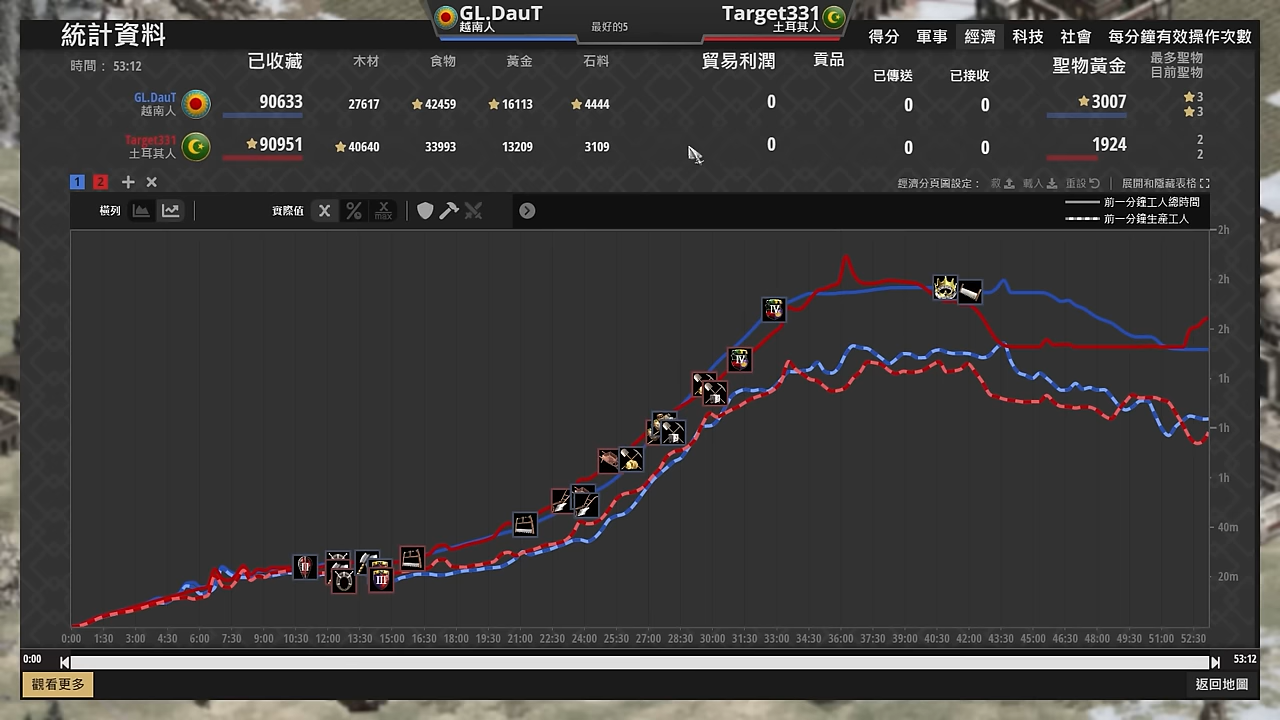 GL.DauT
越南人
最好的5
Target331
土耳其人
統計資料
得分 軍事 經濟 科技 社會 每分鐘有效操作次數
時間： 53:12
已收藏 木材 食物 黃金 石料 貿易利潤 貢品 已傳送 已接收 聖物黃金 最多聖物
目前聖物
GL.DauT
越南人
90633 27617 42459 16113 4444 0 0 0 3007 3
3
Target331
土耳其人
90951 40640 33993 13209 3109 0 0 0 1924 2
2
1 2
經濟分頁圖設定： 載入 重設 | 展開和隱藏表格
橫列 實際值 X % X max
前一分鐘工人總時間
前一分鐘生產工人
2h
2h
2h
1h
1h
1h
40m
20m
IV
IV
II
III
0:00 1:30 3:00 4:30 6:00 7:30 9:00 10:30 12:00 13:30 15:00 16:30 18:00 19:30 21:00 22:30 24:00 25:30 27:00 28:30 30:00 31:30 33:00 34:30 36:00 37:30 39:00 40:30 42:00 43:30 45:00 46:30 48:00 49:30 51:00 52:30
0:00 53:12
觀看更多 返回地圖